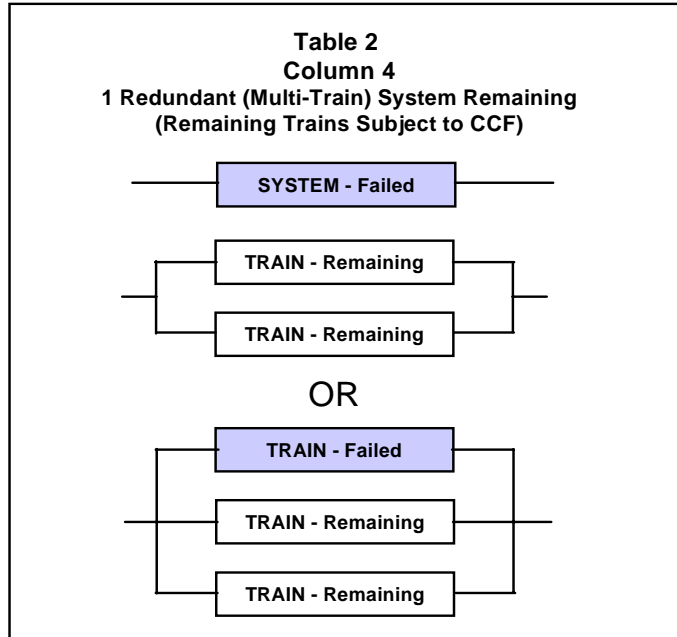 Table 2
Column 4
1 Redundant (Multi-Train) System Remaining
(Remaining Trains Subject to CCF)
SYSTEM - Failed
TRAIN - Remaining
TRAIN - Remaining
OR
TRAIN - Failed
TRAIN - Remaining
TRAIN - Remaining